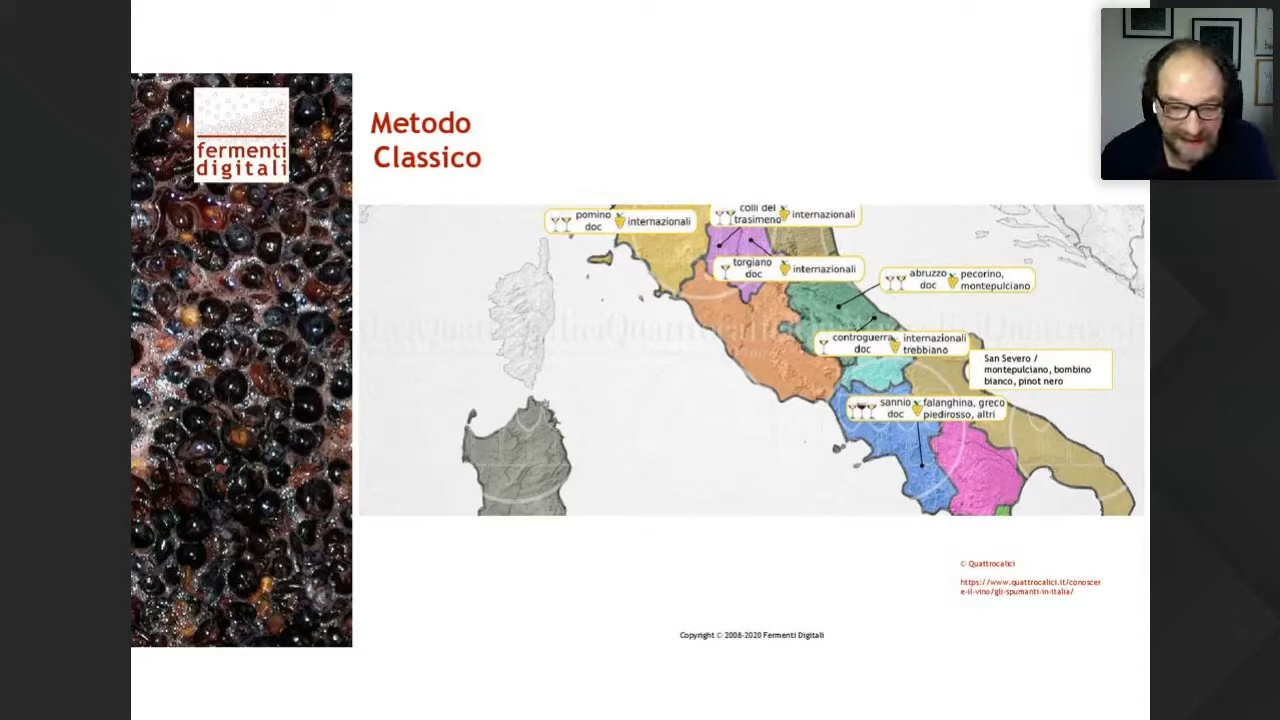 fermenti
digitali
Metodo
Classico
pomino
doc
internazionali
colli del
trasimeno
internazionali
torgiano
doc
internazionali
abruzzo
doc
pecorino,
montepulciano
controguerra
doc
internazionali
trebbiano
San Severo /
montepulciano, bombino
bianco, pinot nero
sannio
doc
falanghina, greco
piedirosso, altri
© Quattrocalici
https://www.quattrocalici.it/conoscer
e-il-vino/gli-spumanti-in-italia/
Copyright © 2008-2020 Fermenti Digitali